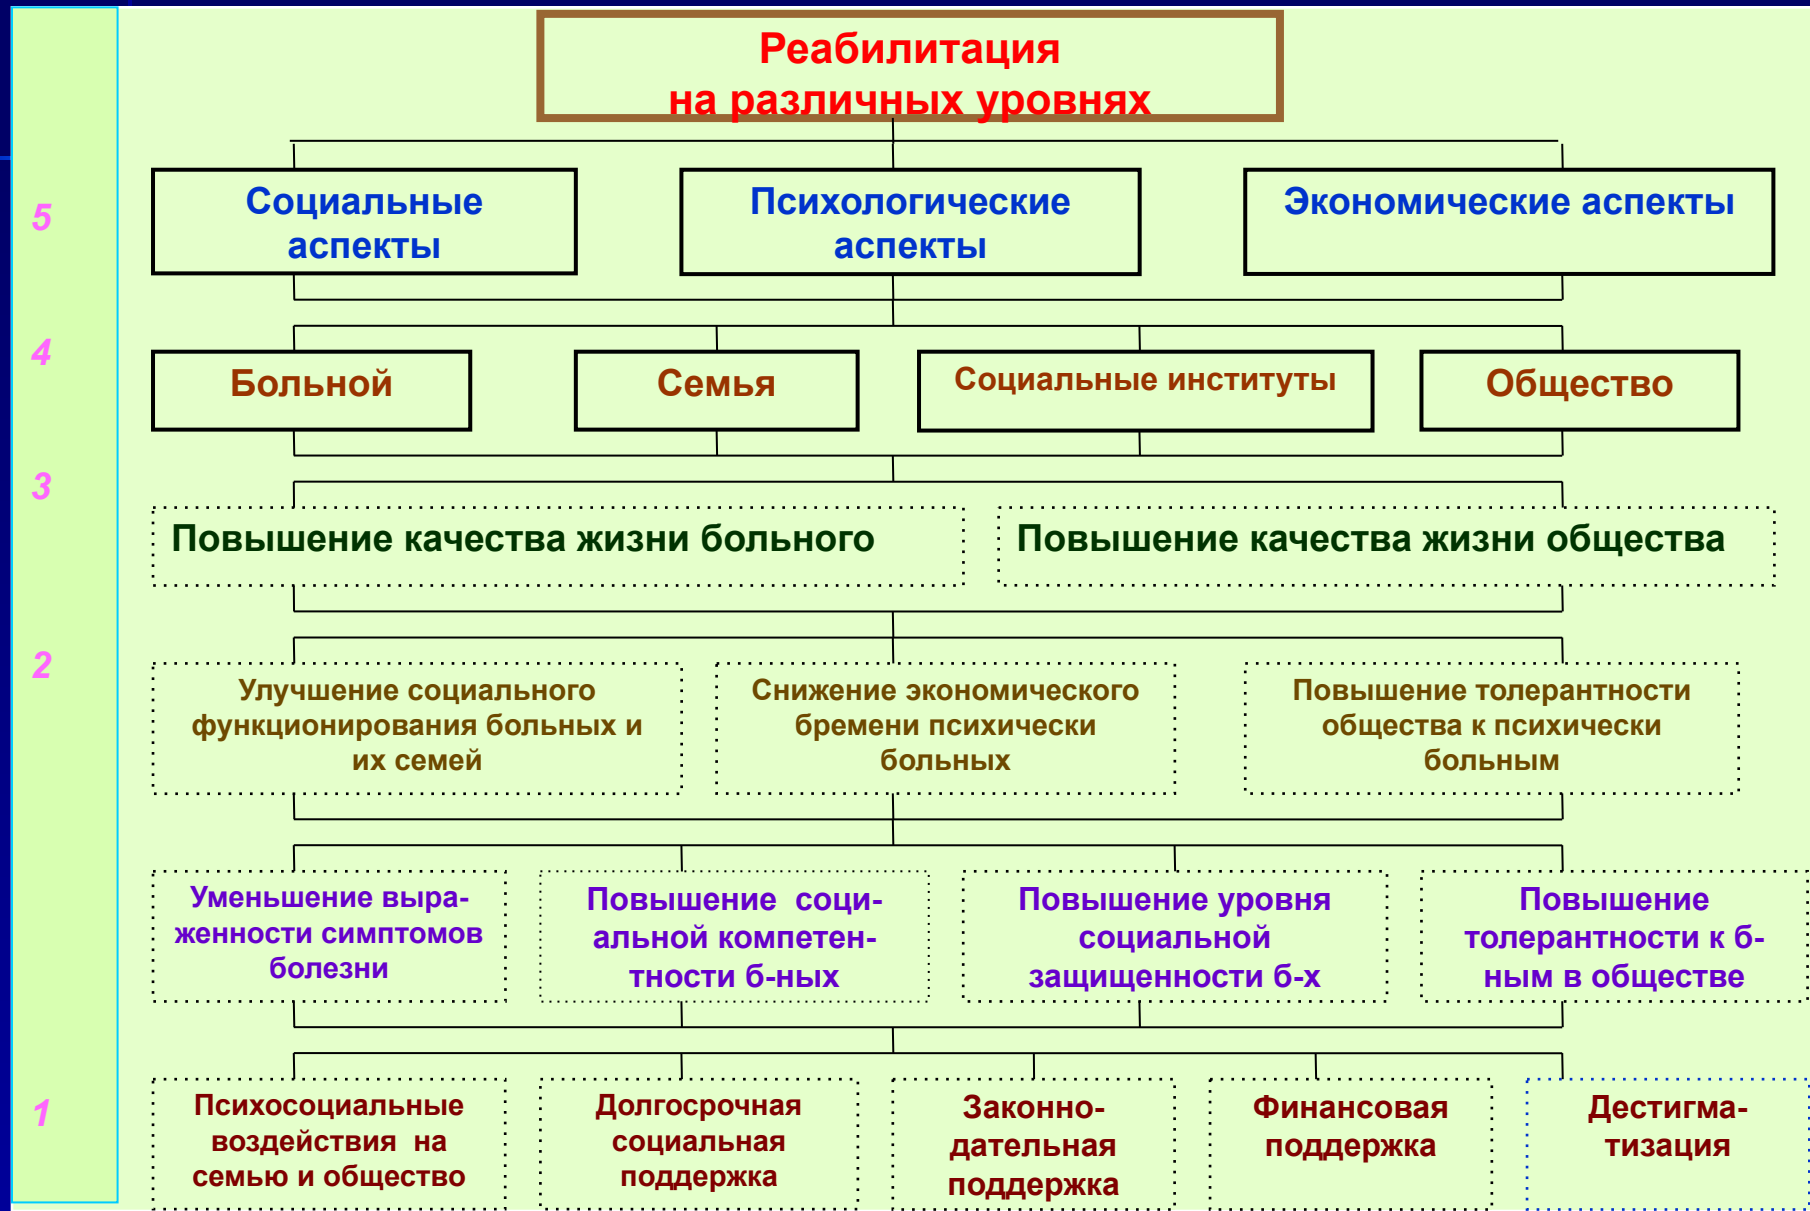 Реабилитация
на различных уровнях
5
Социальные
аспекты
Психологические
аспекты
Экономические аспекты
4
Больной
Семья
Социальные институты
Общество
3
Повышение качества жизни больного
Повышение качества жизни общества
2
Улучшение социального
функционирования больных и
их семей
Снижение экономического
бремени психически
больных
Повышение толерантности
общества к психически
больным
Уменьшение выра-
женности симптомов
болезни
Повышение соци-
альной компетен-
тности б-ных
Повышение уровня
социальной
защищенности б-х
Повышение
толерантности к б-
ным в обществе
1
Психосоциальные
воздействия на
семью и общество
Долгосрочная
социальная
поддержка
Законно-
дательная
поддержка
Финансовая
поддержка
Дестигма-
тизация